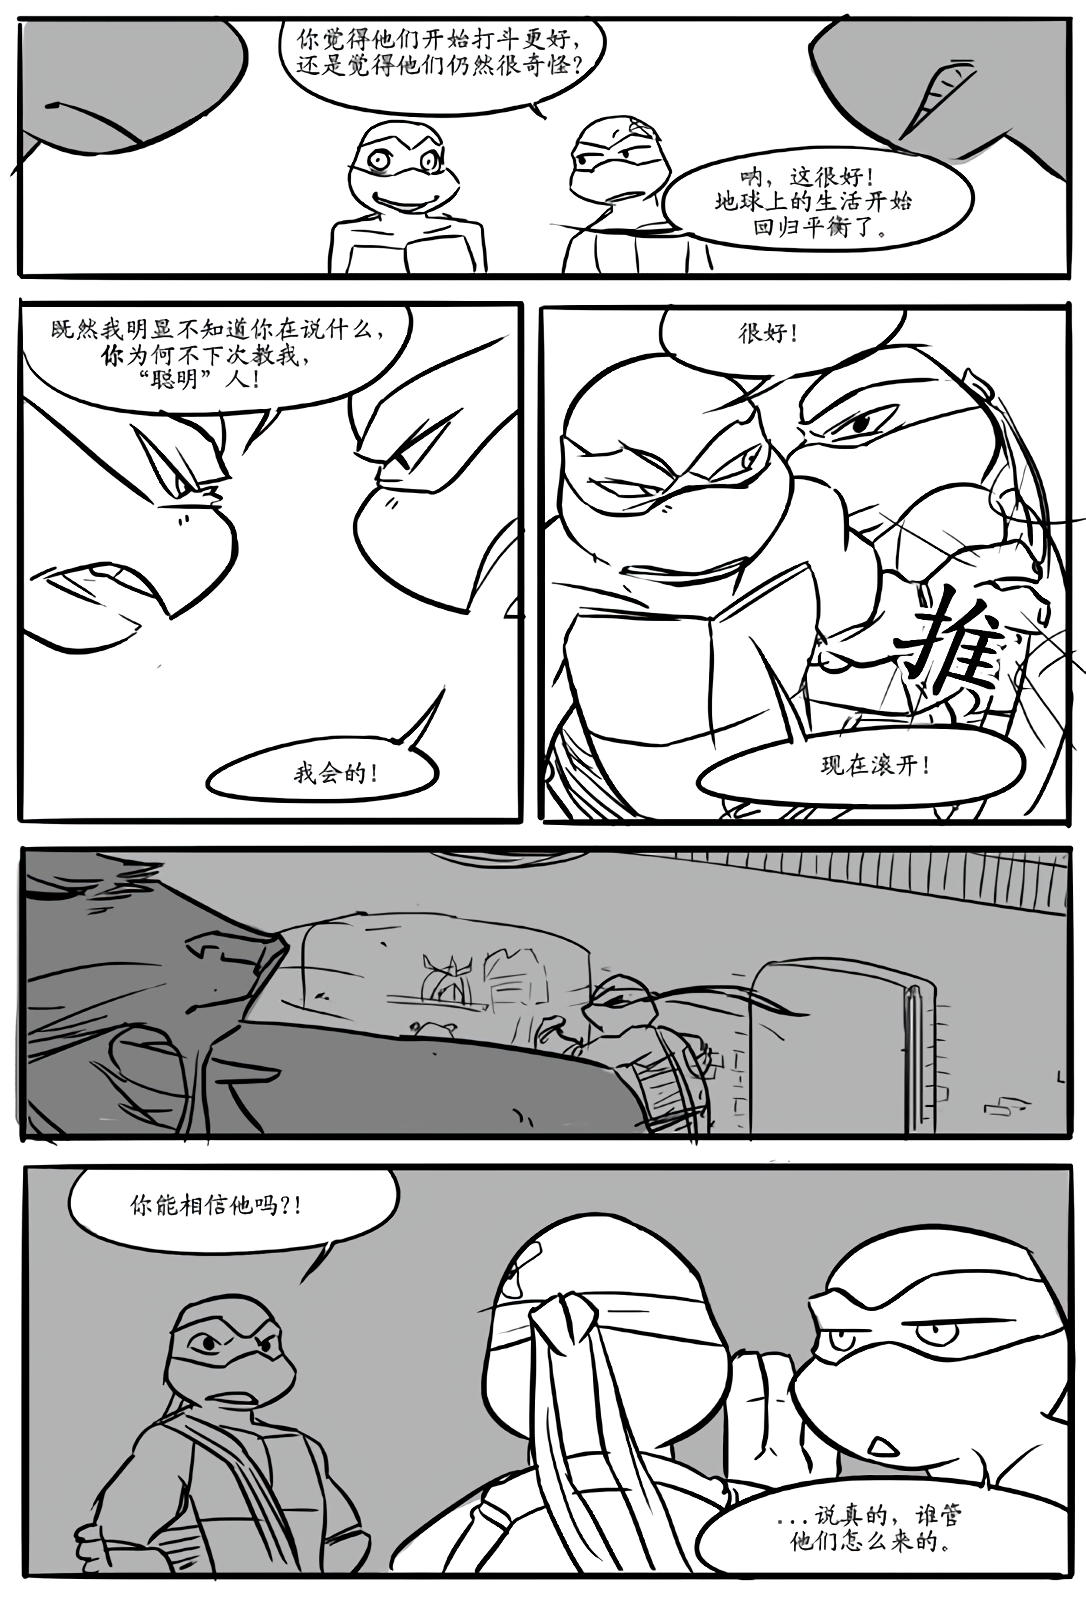 你觉得他们开始打斗更好，
还是觉得他们仍然很奇怪？
呐，这很好！
地球上的生活开始
回归平衡了。
既然我明显不知道你在说什么，
你为何不下次教我，
“聪明”人！
我会的！
很好！
推
现在滚开！
你能相信他吗？！
...说真的，谁管
他们怎么来的。